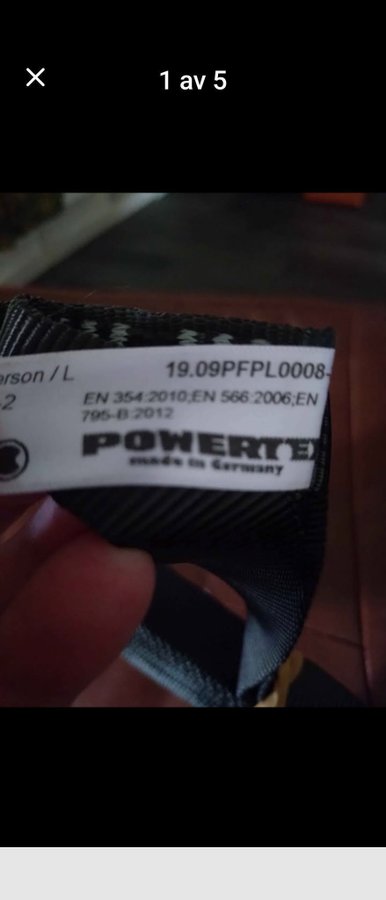 1 av 5
erson / L
19.09PFPL0008-
-2
EN 354:2010;EN 566:2006;EN
795-B:2012
POWERTEX
made in Germany